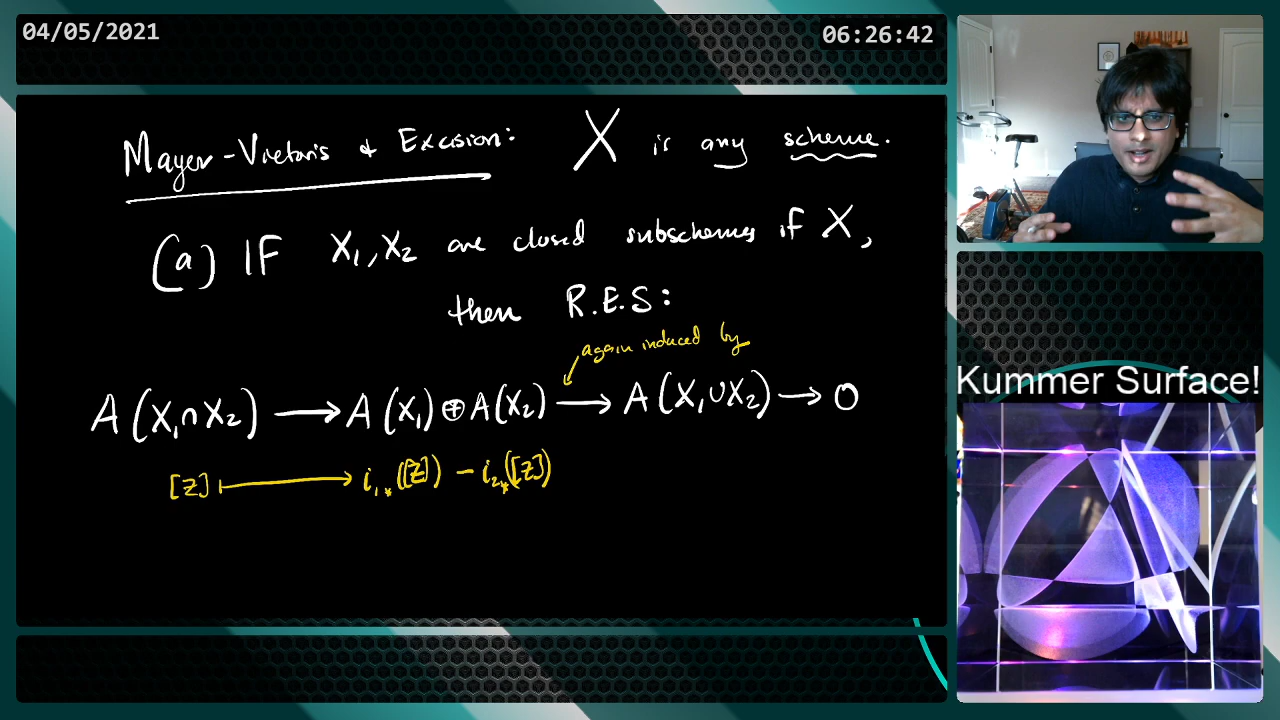 04/05/2021
06:26:42
Mayer-Vietoris & Excision: X is any scheme.
(a) IF X₁, X₂ are closed subschemes if X,
then R.E.S:
again induced by
A(X₁∩X₂) ⟶ A(X₁)⊕A(X₂) ⟶ A(X₁∪X₂) ⟶ 0
[Z] ⟼ i₁*([Z]) - i₂*([Z])
Kummer Surface!